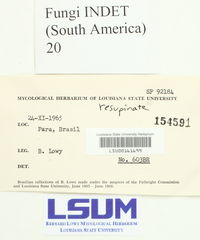 Fungi INDET
(South America)
20
SP 92184
MYCOLOGICAL HERBARIUM OF LOUISIANA STATE UNIVERSITY
resupinate
154591
24-XI-1965
LOC: Para, Brasil
Louisiana State University Herbarium
LEG: B. Lowy
No. 603BR
DET:
Brazilian collections of B. Lowy made under the auspices of the Fulbright Commission
and Louisiana State University, June 1965 - June 1966.
LSUM
BERNARD LOWY MYCOLOGICAL HERBARIUM
LOUISIANA STATE UNIVERSITY